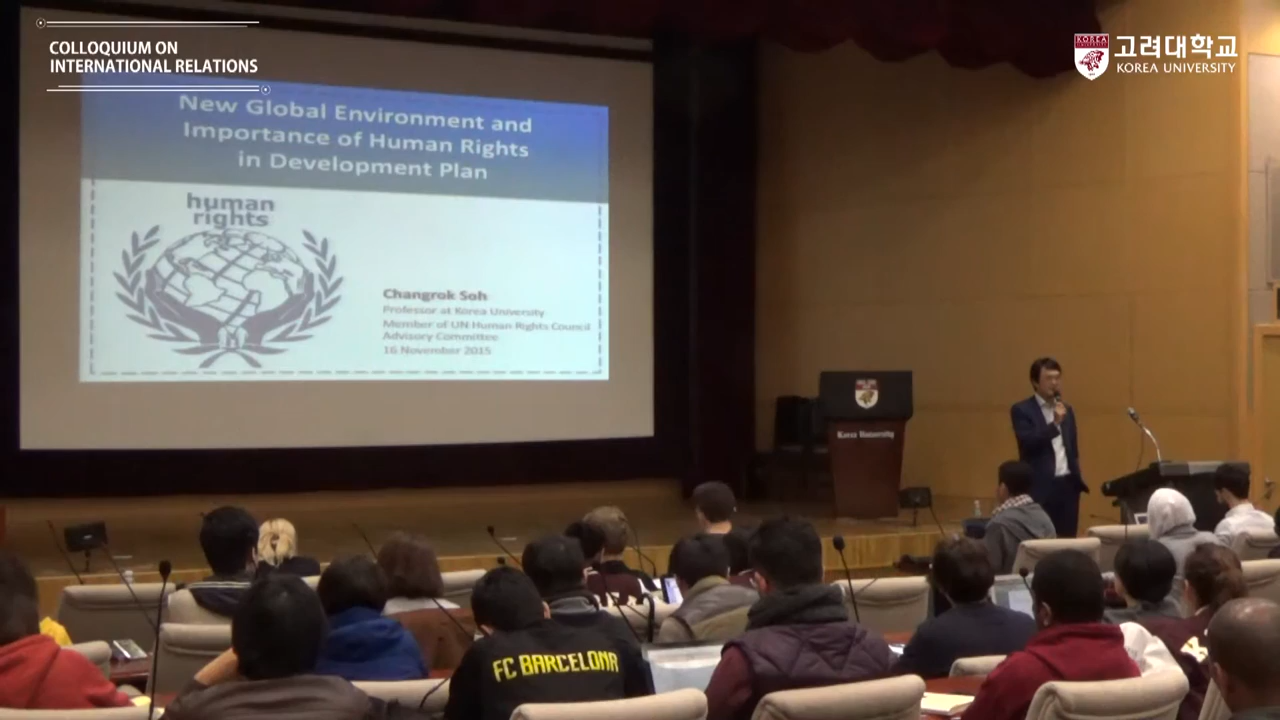 COLLOQUIUM ON
INTERNATIONAL RELATIONS
KOREA
고려대학교
KOREA UNIVERSITY
New Global Environment and
Importance of Human Rights
in Development Plan
human
rights
Changrok Soh
Professor at Korea University
Member of UN Human Rights Council
Advisory Committee
16 November 2015
Korea University
FC BARCELONA